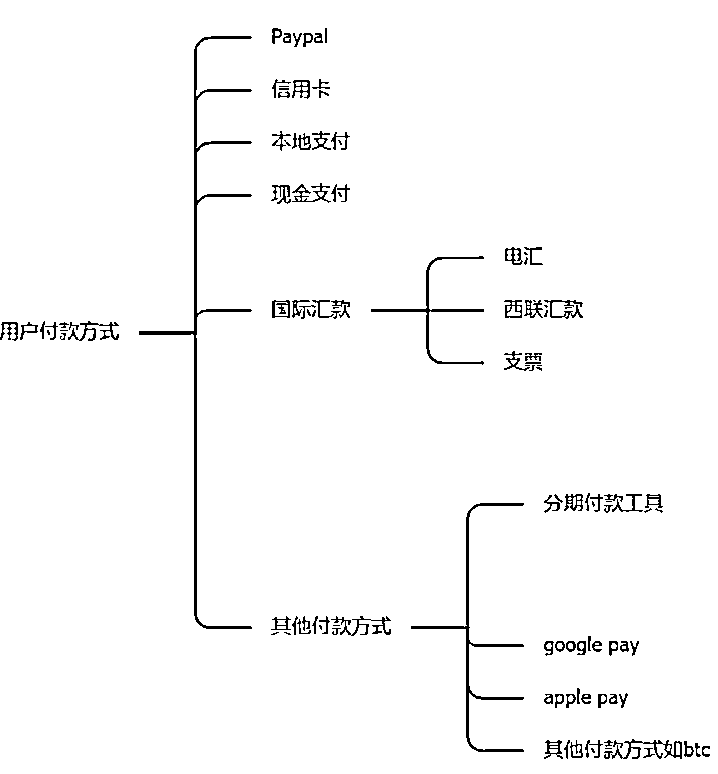 Paypal
信用卡
本地支付
现金支付
用户付款方式
国际汇款
电汇
西联汇款
支票
其他付款方式
分期付款工具
google pay
apple pay
其他付款方式如btc